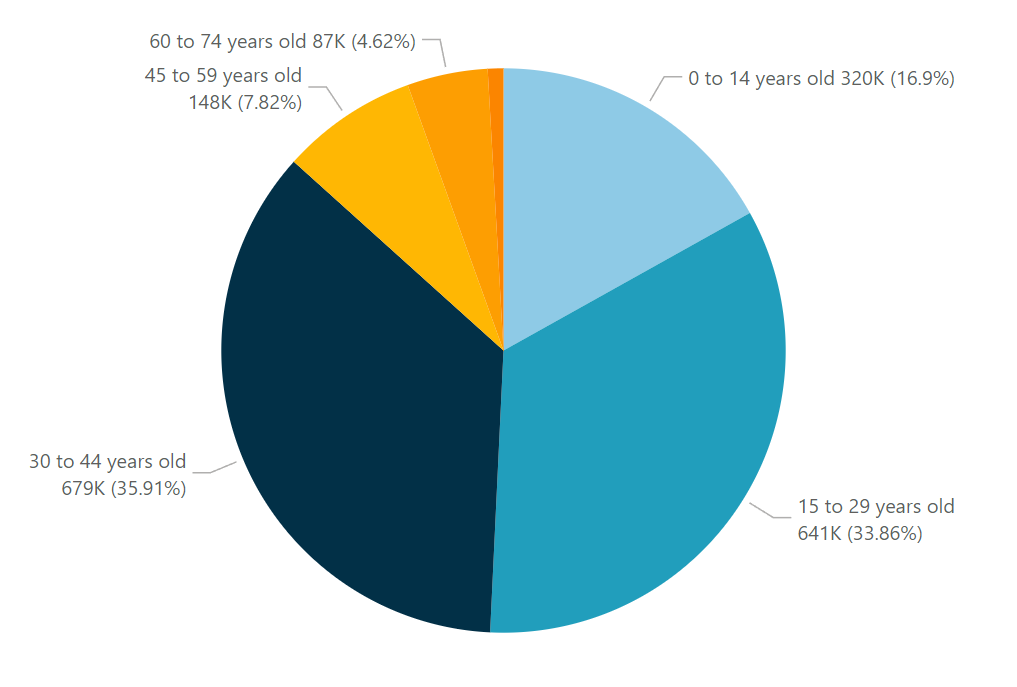 60 to 74 years old 87K (4.62%)
45 to 59 years old
148K (7.82%)
0 to 14 years old 320K (16.9%)
30 to 44 years old
679K (35.91%)
15 to 29 years old
641K (33.86%)